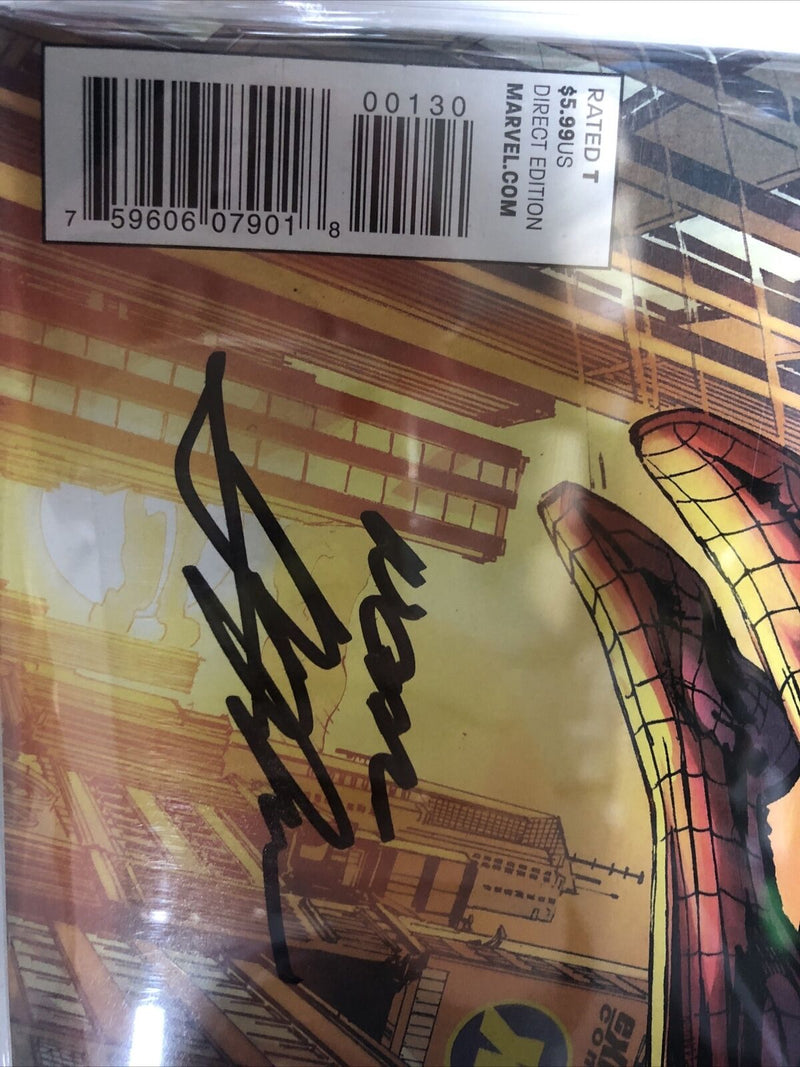 00130
7 59606 07901 8
RATED T
$5.99US
DIRECT EDITION
MARVEL.COM